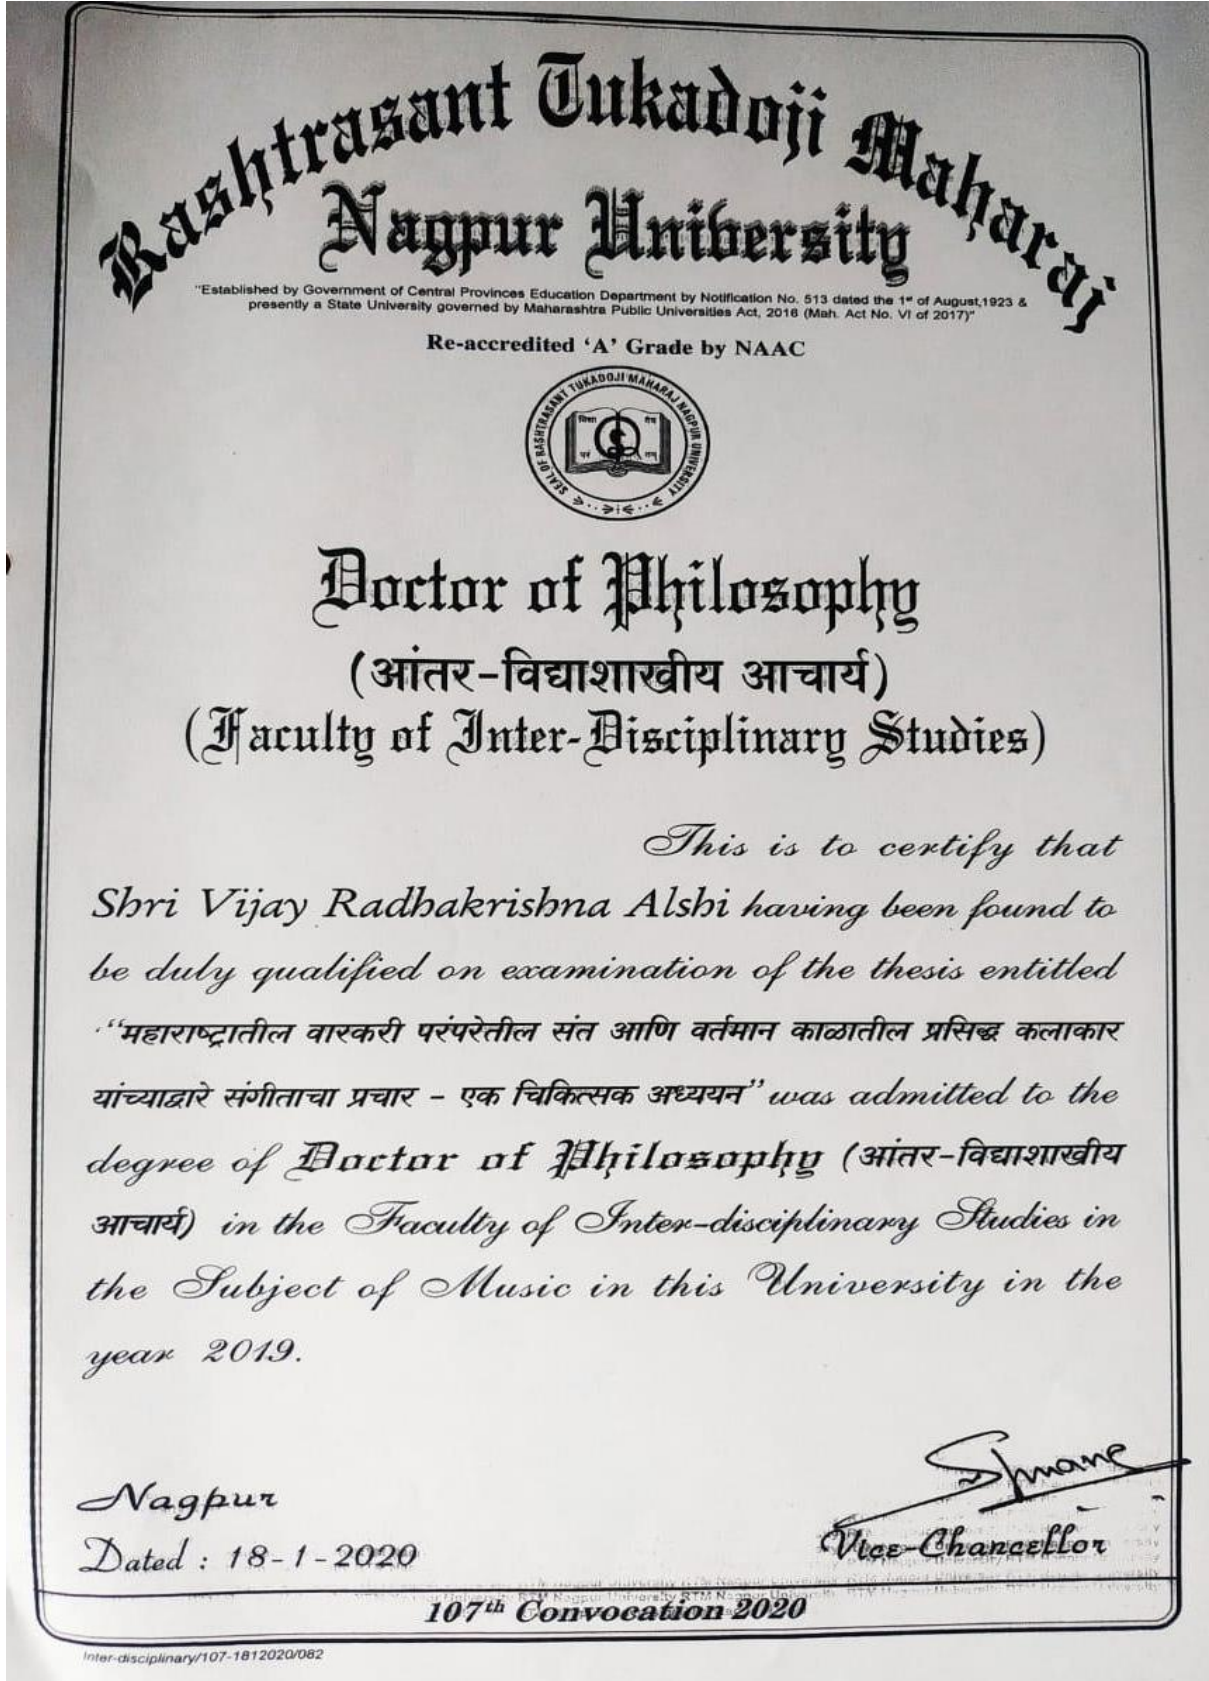 Rashtrasant Tukadoji Maharaj
Nagpur University
"Established by Government of Central Provinces Education Department by Notification No. 513 dated the 1st of August,1923 &
presently a State University governed by Maharashtra Public Universities Act, 2016 (Mah. Act No. VI of 2017)"
Re-accredited 'A' Grade by NAAC
SEAL OF RASHTRASANT TUKADOJI MAHARAJ NAGPUR UNIVERSITY
Doctor of Philosophy
(आंतर-विद्याशाखीय आचार्य)
(Faculty of Inter-Disciplinary Studies)
This is to certify that
Shri Vijay Radhakrishna Alshi having been found to
be duly qualified on examination of the thesis entitled
"महाराष्ट्रातील वारकरी परंपरेतील संत आणि वर्तमान काळातील प्रसिद्ध कलाकार
यांच्याद्वारे संगीताचा प्रचार - एक चिकित्सक अध्ययन" was admitted to the
degree of Doctor of Philosophy (आंतर-विद्याशाखीय
आचार्य) in the Faculty of Inter-disciplinary Studies in
the Subject of Music in this University in the
year 2019.
Nagpur
Vice-Chancellor
Dated : 18-1-2020
107th Convocation 2020
Inter-disciplinary/107-1812020/082